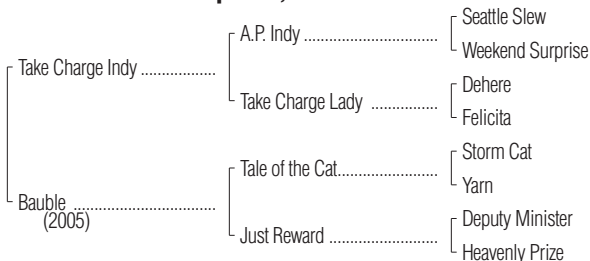 Seattle Slew
A.P. Indy ..........................
Weekend Surprise
Take Charge Indy ................
Dehere
Take Charge Lady ................
Felicita
Storm Cat
Tale of the Cat........................
Yarn
Bauble ..................................
(2005)
Deputy Minister
Just Reward ..........................
Heavenly Prize